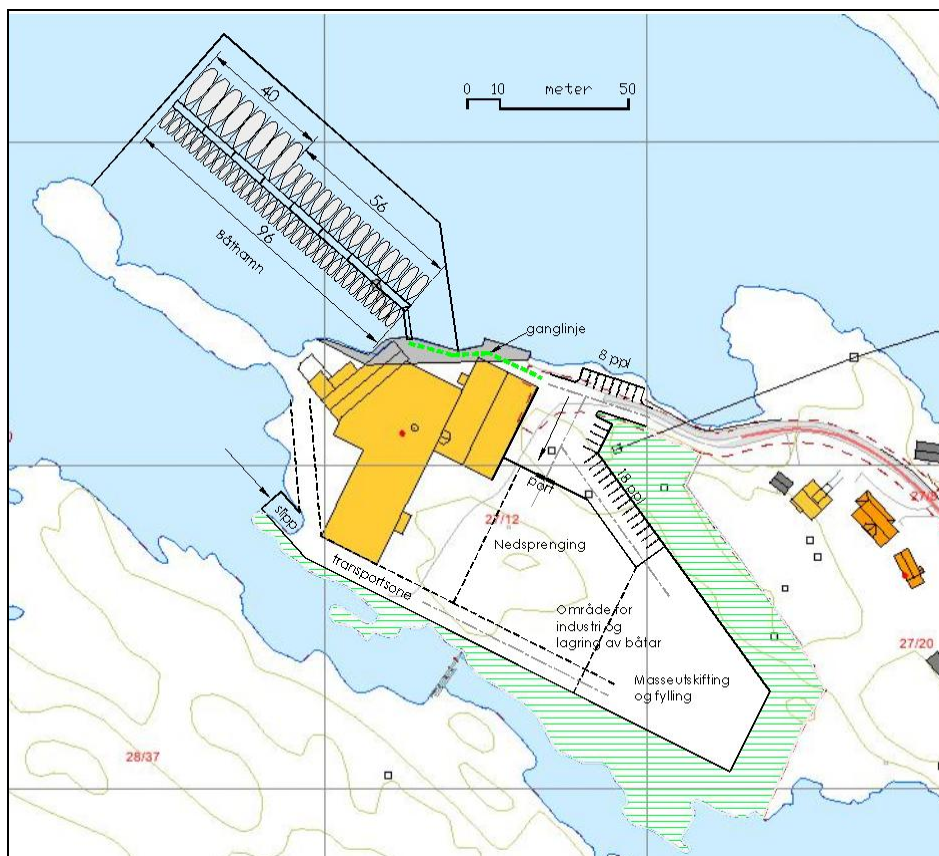 0 10 meter 50
40
56
96
Båthamn
ganglinje
8 ppl
18 ppl
port
27/12
27/20
slipp
Nedsprenging
transportsone
Område for
industri og
lagring av båtar
Masseutskifting
og fylling
28/37